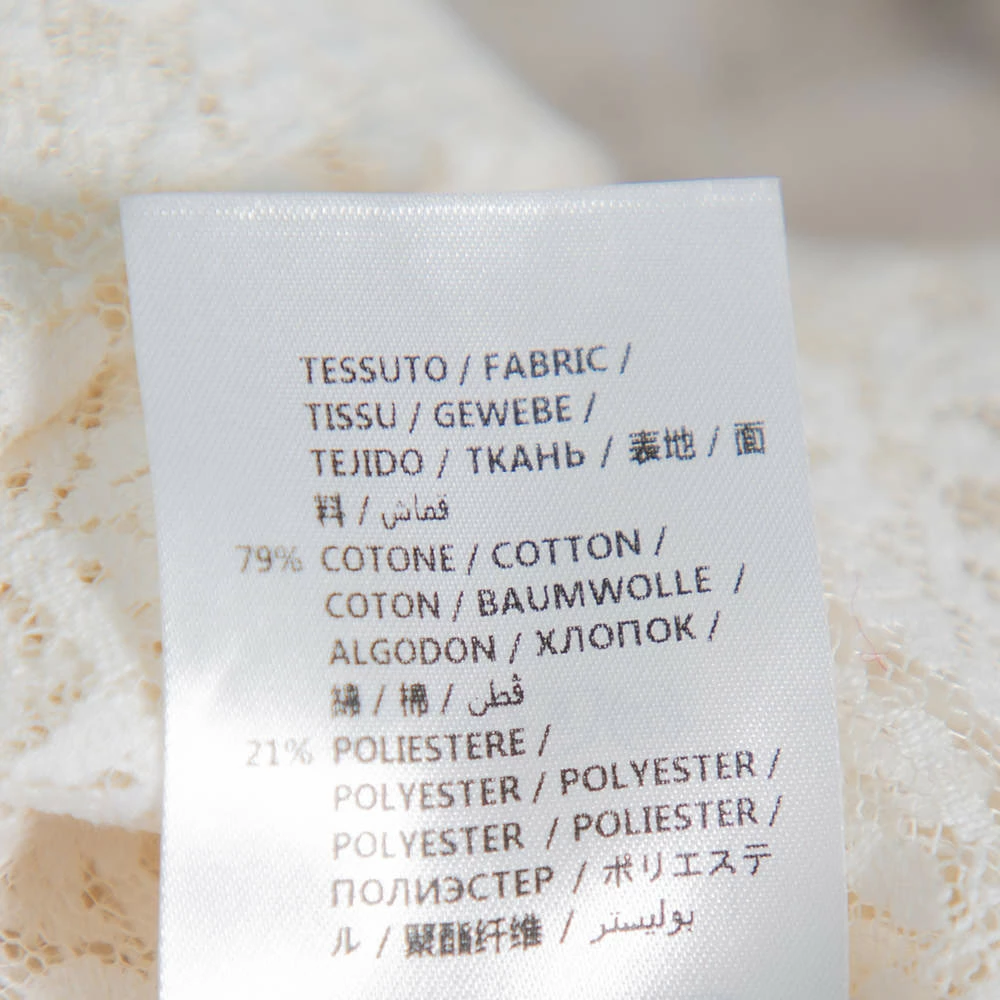 TESSUTO / FABRIC /
TISSU / GEWEBE /
TEJIDO / ТКАНЬ / 表地 / 面
料 / قماش
79% COTONE / COTTON /
COTON / BAUMWOLLE /
ALGODON / ХЛОПОК /
綿 / 棉 / قطن
21% POLIESTERE /
POLYESTER / POLYESTER /
POLYESTER / POLIESTER /
ПОЛИЭСТЕР / ポリエステ
ル / 聚酯纤维 / بوليستر